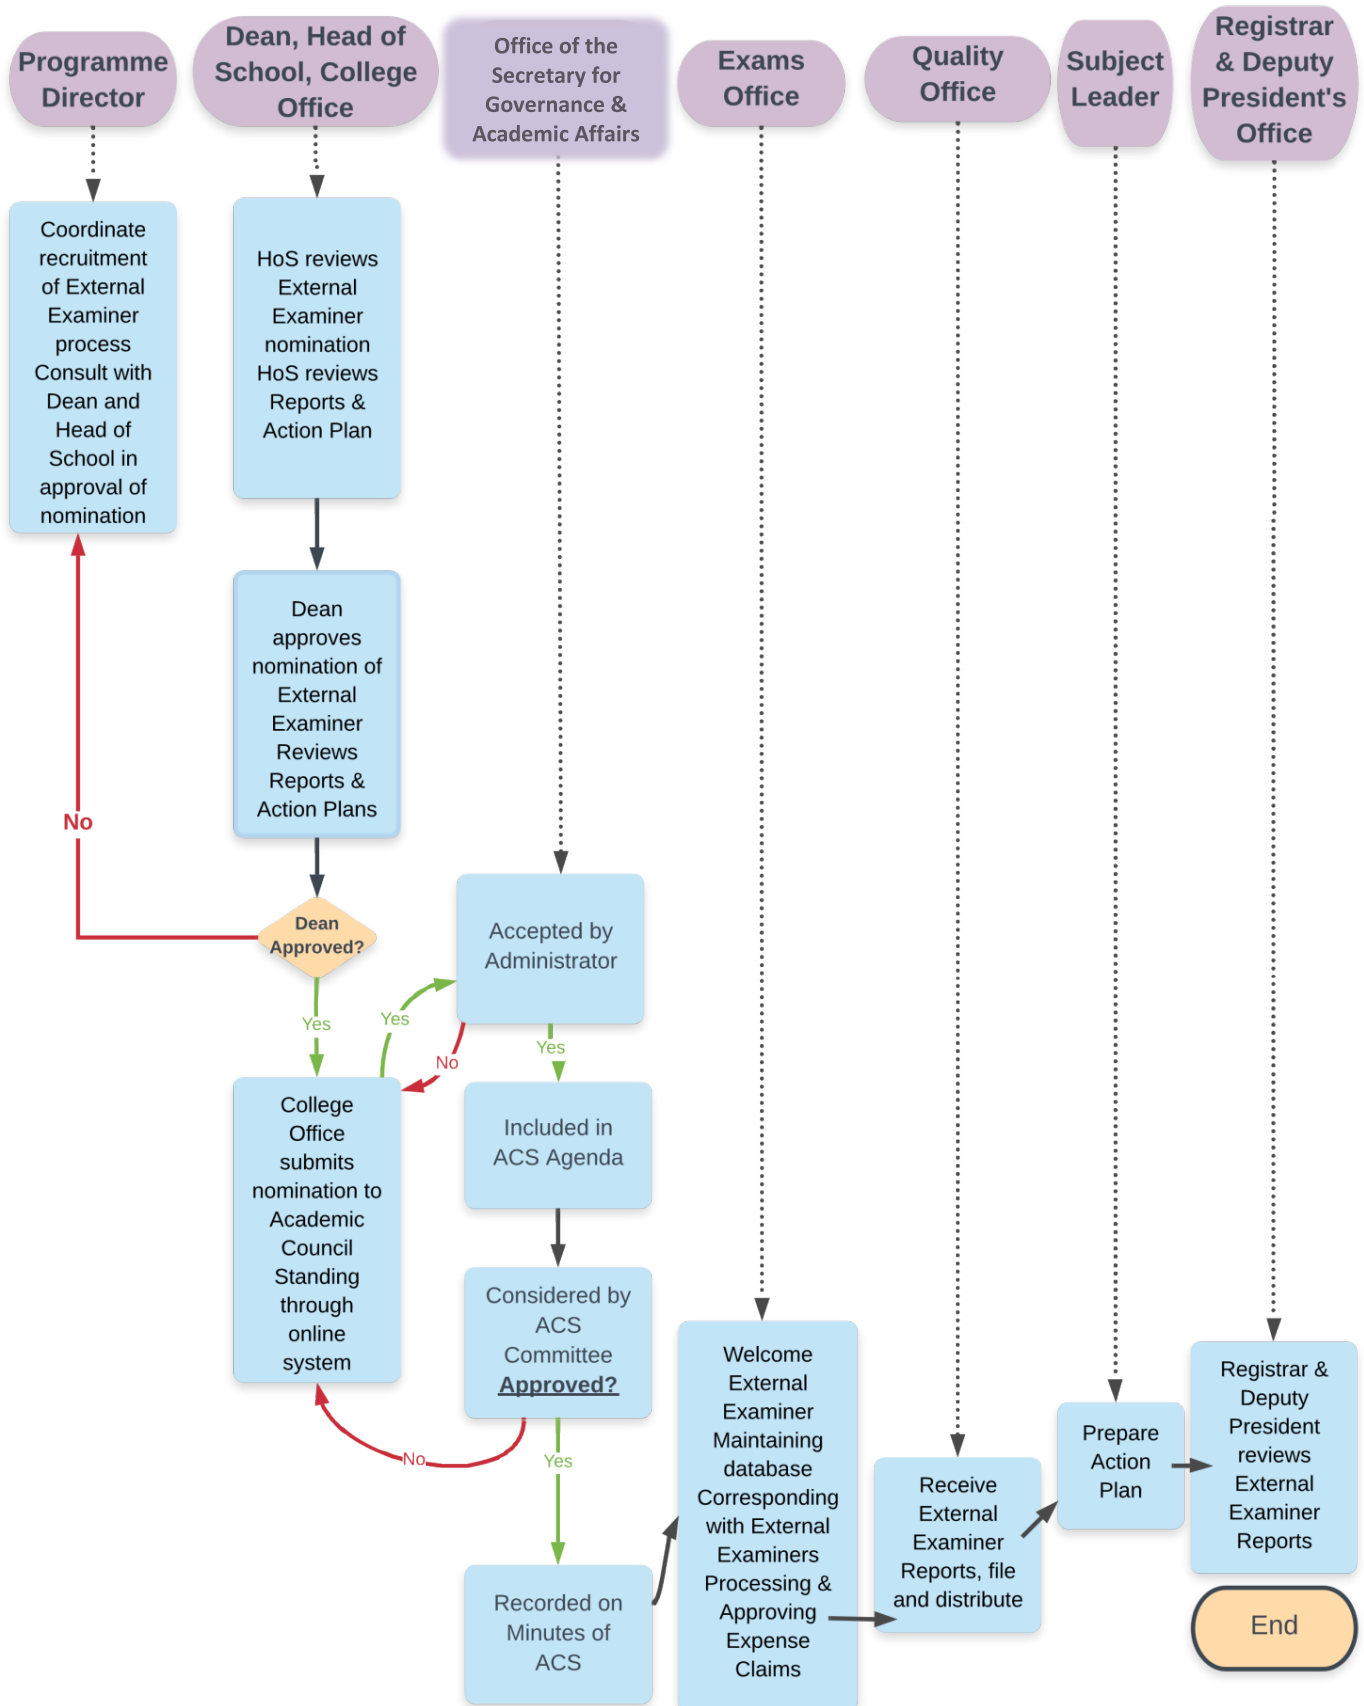 Programme
Director
Dean, Head of
School, College
Office
Office of the
Secretary for
Governance &
Academic Affairs
Exams
Office
Quality
Office
Subject
Leader
Registrar
& Deputy
President's
Office
Coordinate
recruitment
of External
Examiner
process
Consult with
Dean and
Head of
School in
approval of
nomination
HoS reviews
External
Examiner
nomination
HoS reviews
Reports &
Action Plan
Dean
approves
nomination of
External
Examiner
Reviews
Reports &
Action Plans
No
Dean
Approved?
Yes
Yes
No
College
Office
submits
nomination to
Academic
Council
Standing
through
online
system
Accepted by
Administrator
Yes
Included in
ACS Agenda
Considered by
ACS
Committee
Approved?
No
Yes
Recorded on
Minutes of
ACS
Welcome
External
Examiner
Maintaining
database
Corresponding
with External
Examiners
Processing &
Approving
Expense
Claims
Receive
External
Examiner
Reports, file
and distribute
Prepare
Action
Plan
Registrar &
Deputy
President
reviews
External
Examiner
Reports
End